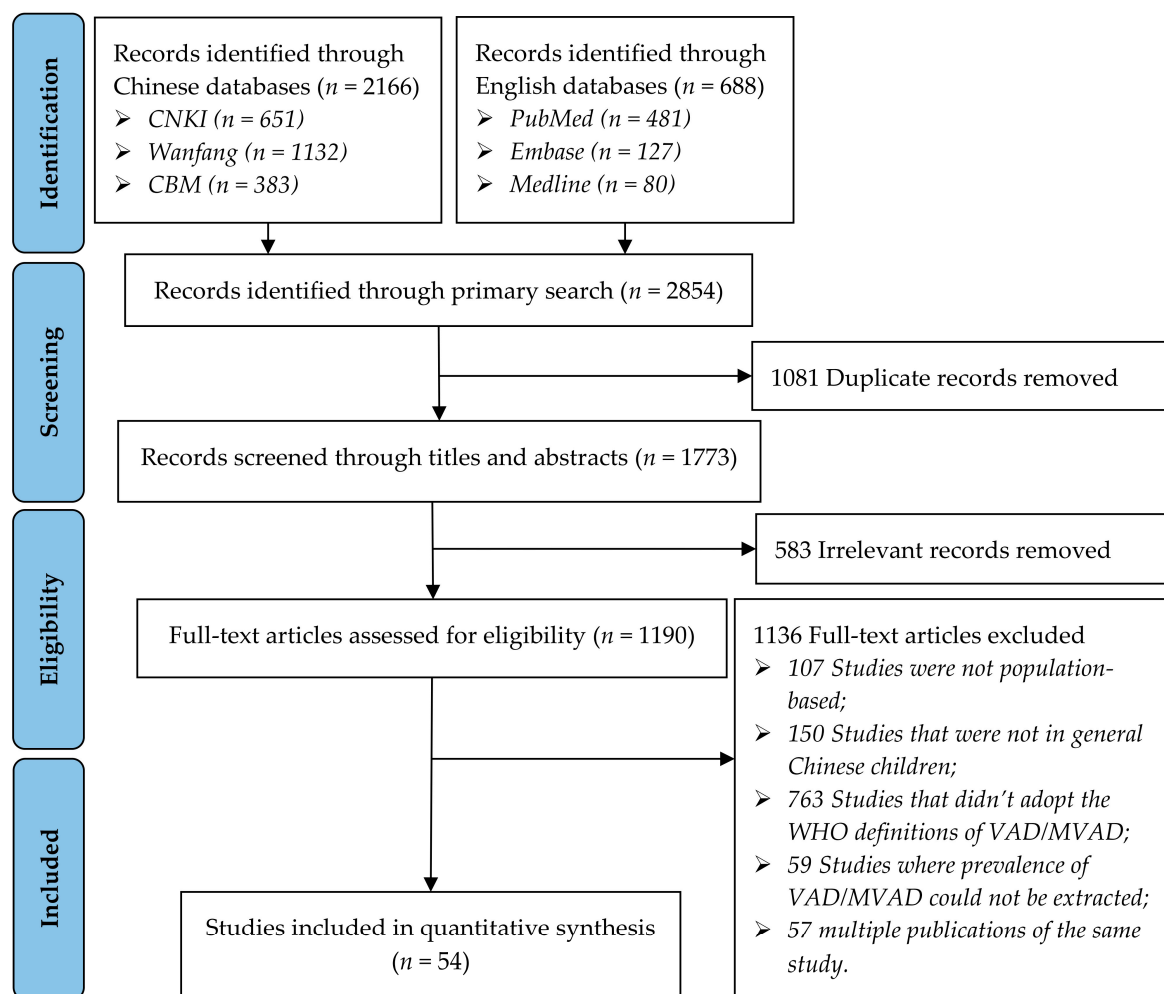 Identification
Records identified through
Chinese databases (n = 2166)
➢ CNKI (n = 651)
➢ Wanfang (n = 1132)
➢ CBM (n = 383)
Records identified through
English databases (n = 688)
➢ PubMed (n = 481)
➢ Embase (n = 127)
➢ Medline (n = 80)
Screening
Records identified through primary search (n = 2854)
1081 Duplicate records removed
Records screened through titles and abstracts (n = 1773)
583 Irrelevant records removed
Eligibility
Full-text articles assessed for eligibility (n = 1190)
1136 Full-text articles excluded
➢ 107 Studies were not population-
based;
➢ 150 Studies that were not in general
Chinese children;
➢ 763 Studies that didn't adopt the
WHO definitions of VAD/MVAD;
➢ 59 Studies where prevalence of
VAD/MVAD could not be extracted;
➢ 57 multiple publications of the same
study.
Included
Studies included in quantitative synthesis
(n = 54)